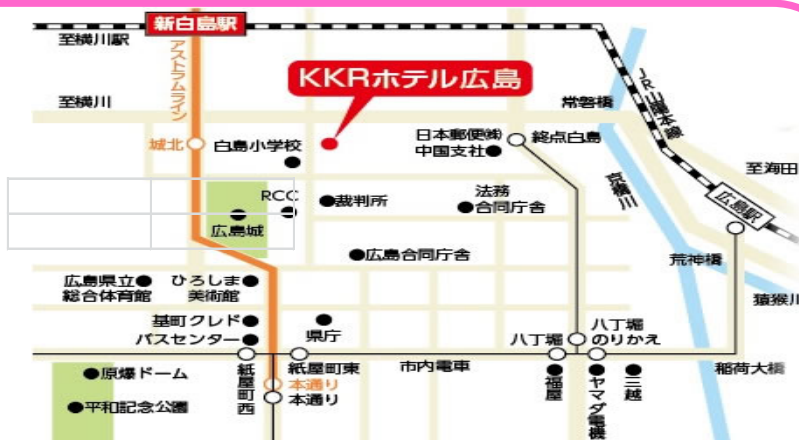 新白島駅
至横川駅
アストラムライン
KKRホテル広島
JR山陽本線
至横川
常磐橋
城北
白島小学校
日本郵便㈱
中国支社
終点白島
至海田
京橋川
広島駅
RCC
裁判所
法務
合同庁舎
広島城
広島合同庁舎
荒神橋
広島県立
総合体育館
ひろしま
美術館
猿猴川
基町クレド
バスセンター
県庁
八丁堀
八丁堀
のりかえ
原爆ドーム
紙屋町西
紙屋町東
市内電車
稲荷大橋
本通り
本通り
福屋
ヤマダ電機
三越
平和記念公園